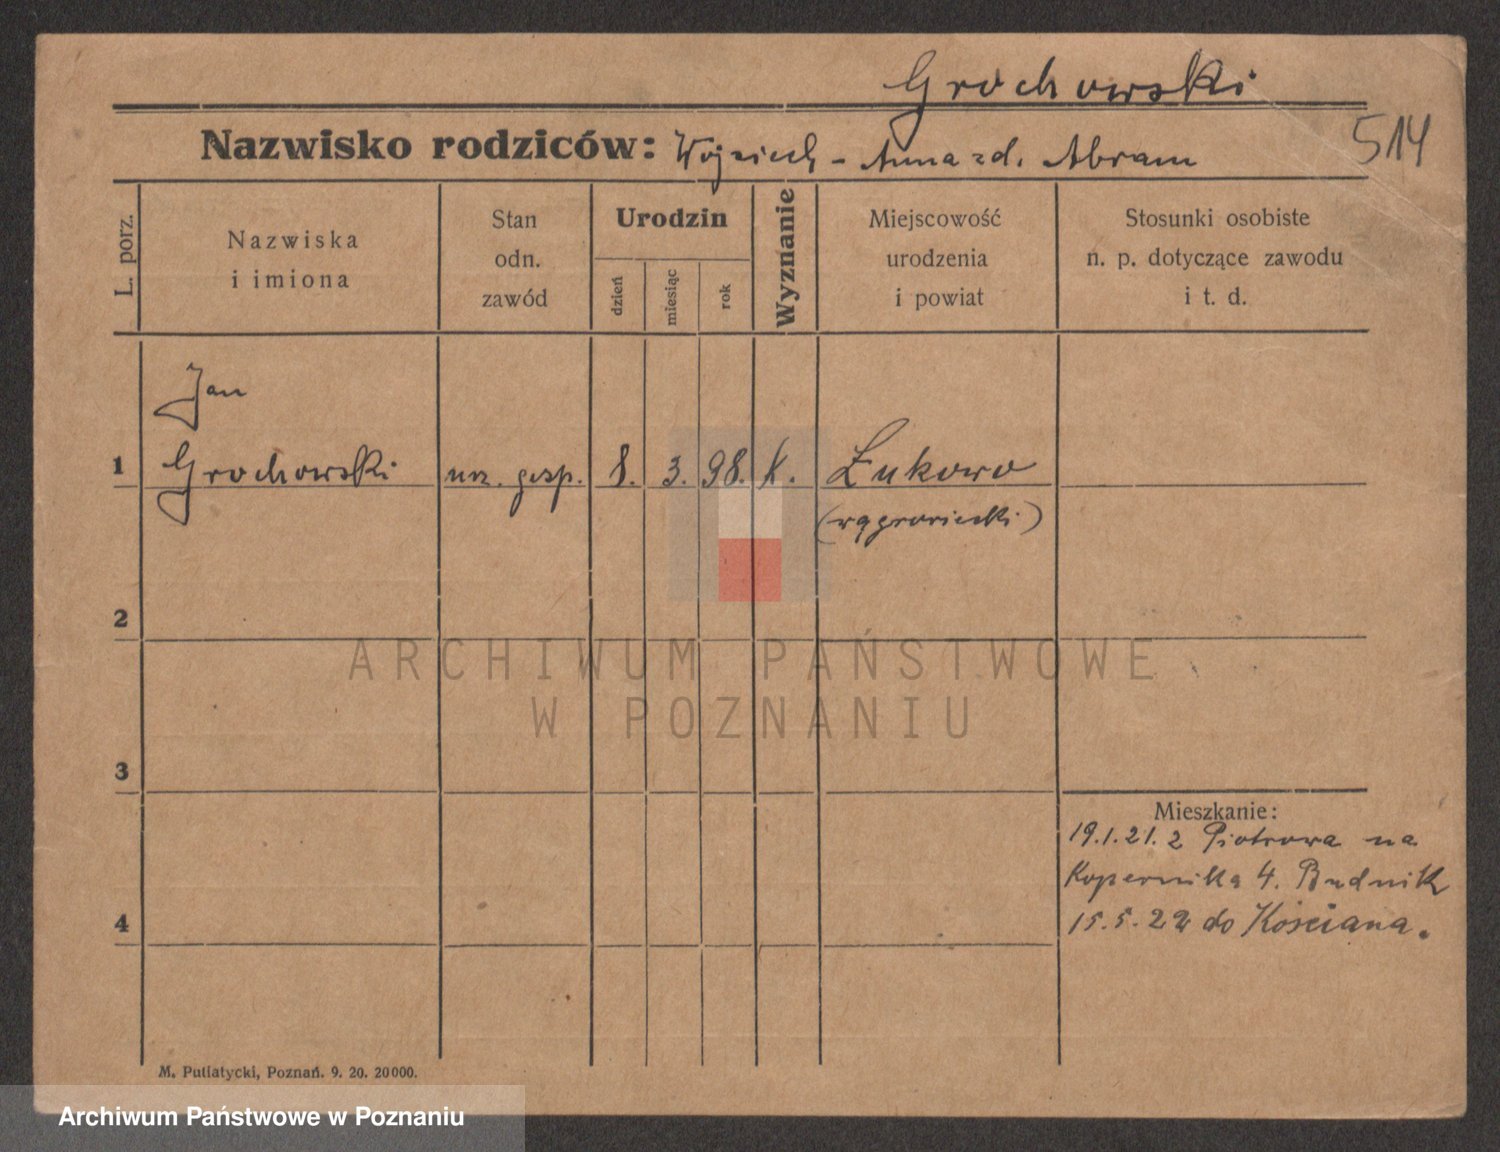 Grochowski
514
Nazwisko rodziców: Wojciech - Anna zd. Abram
L. porz.
Nazwiska
i imiona
Stan
odn.
zawód
Urodzin
dzień
miesiąc
rok
Wyznanie
Miejscowość
urodzenia
i powiat
Stosunki osobiste
n. p. dotyczące zawodu
i t. d.
Jan
1 Grochowski urz. gosp. 8. 3. 98. k. Łukowo
(wągrowiecki)
2
ARCHIWUM PAŃSTWOWE
W POZNANIU
3
Mieszkanie:
19.1.21. z Piotrowa na
Kopernika 4. Budnik
4
15.5.22 do Kościana.
M. Putiatycki, Poznań. 9. 20. 20000.
Archiwum Państwowe w Poznaniu